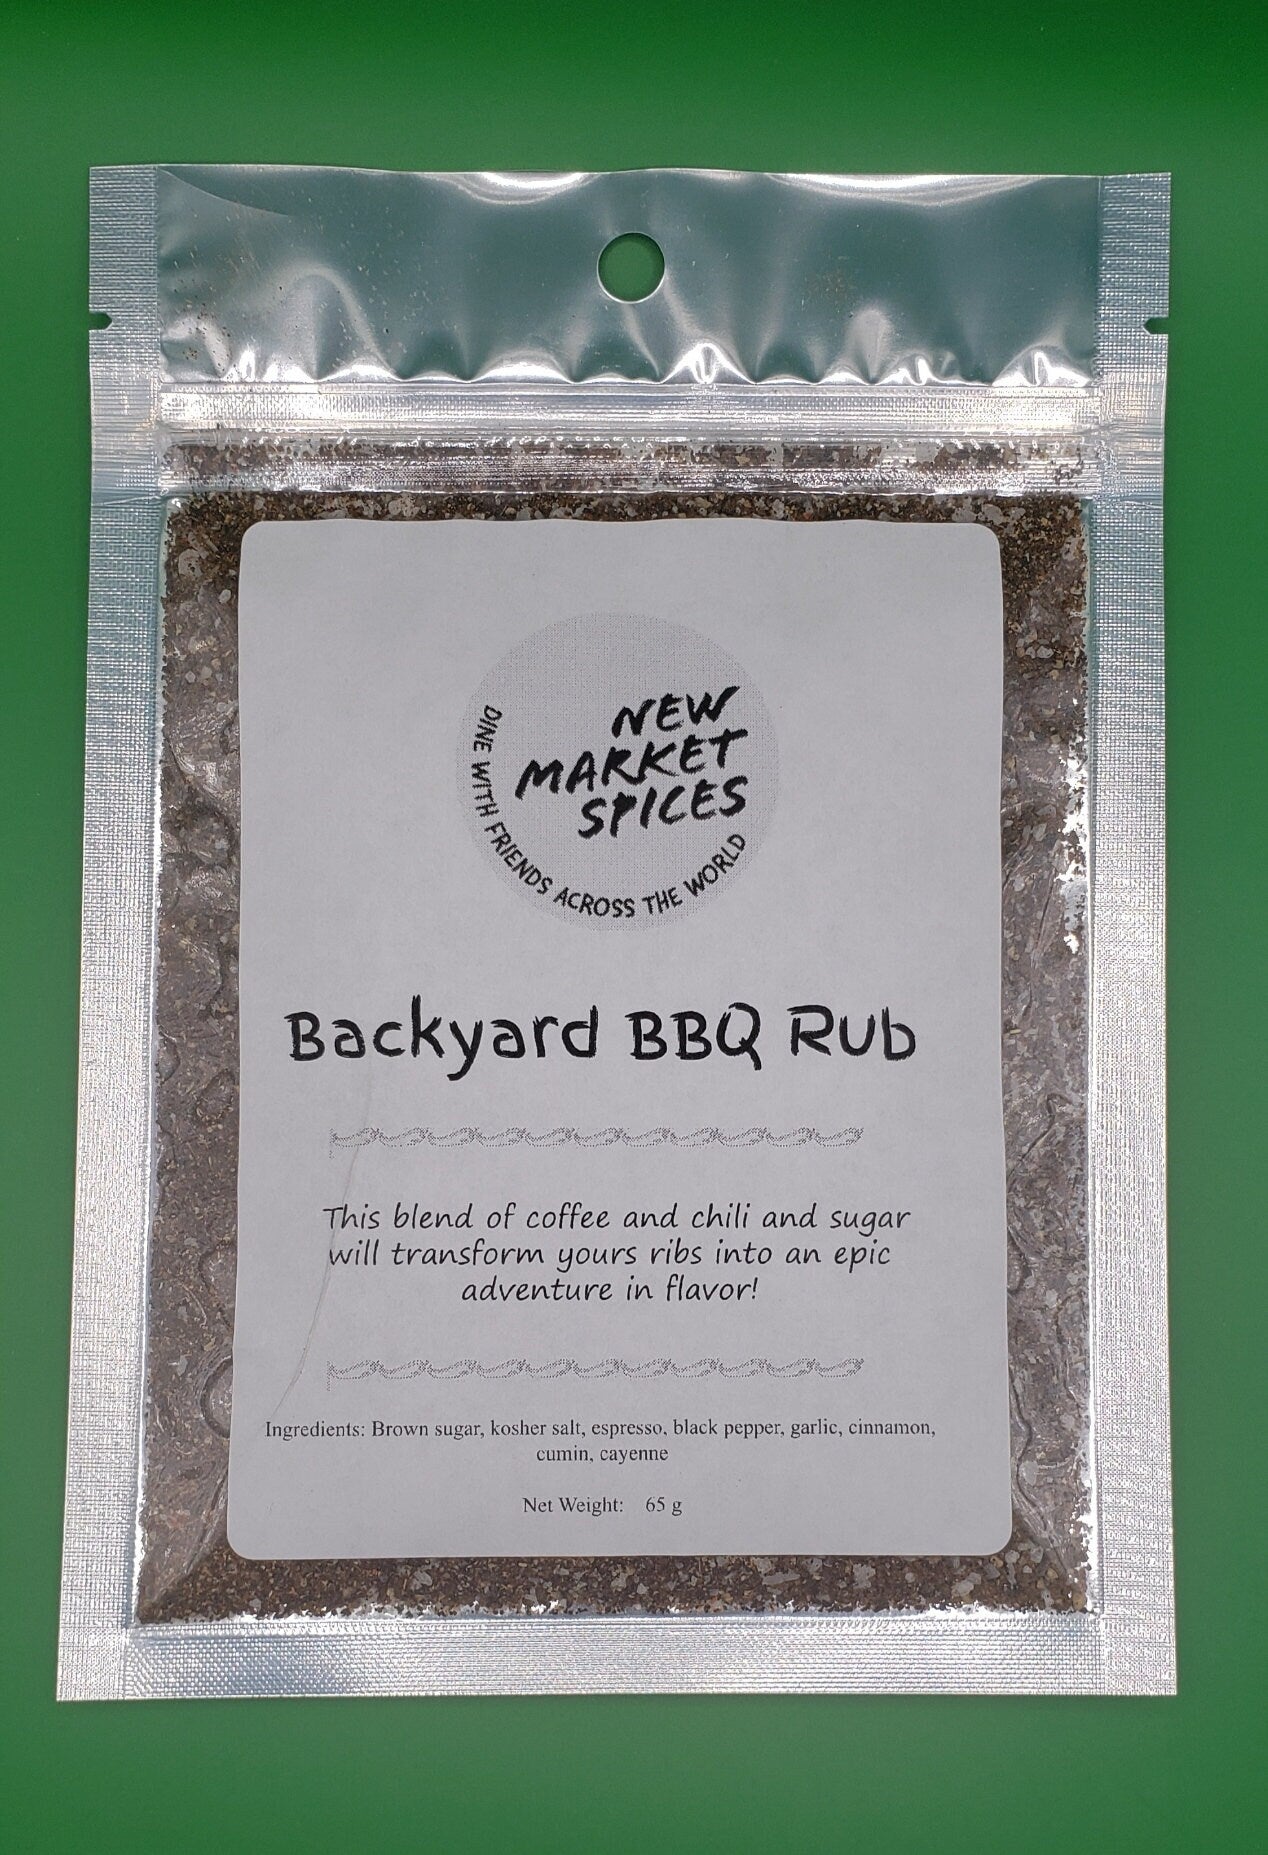 NEW
MARKET
SPICES
DINE WITH FRIENDS ACROSS THE WORLD
Backyard BBQ Rub
This blend of coffee and chili and sugar
will transform yours ribs into an epic
adventure in flavor!
Ingredients: Brown sugar, kosher salt, espresso, black pepper, garlic, cinnamon,
cumin, cayenne
Net Weight: 65 g